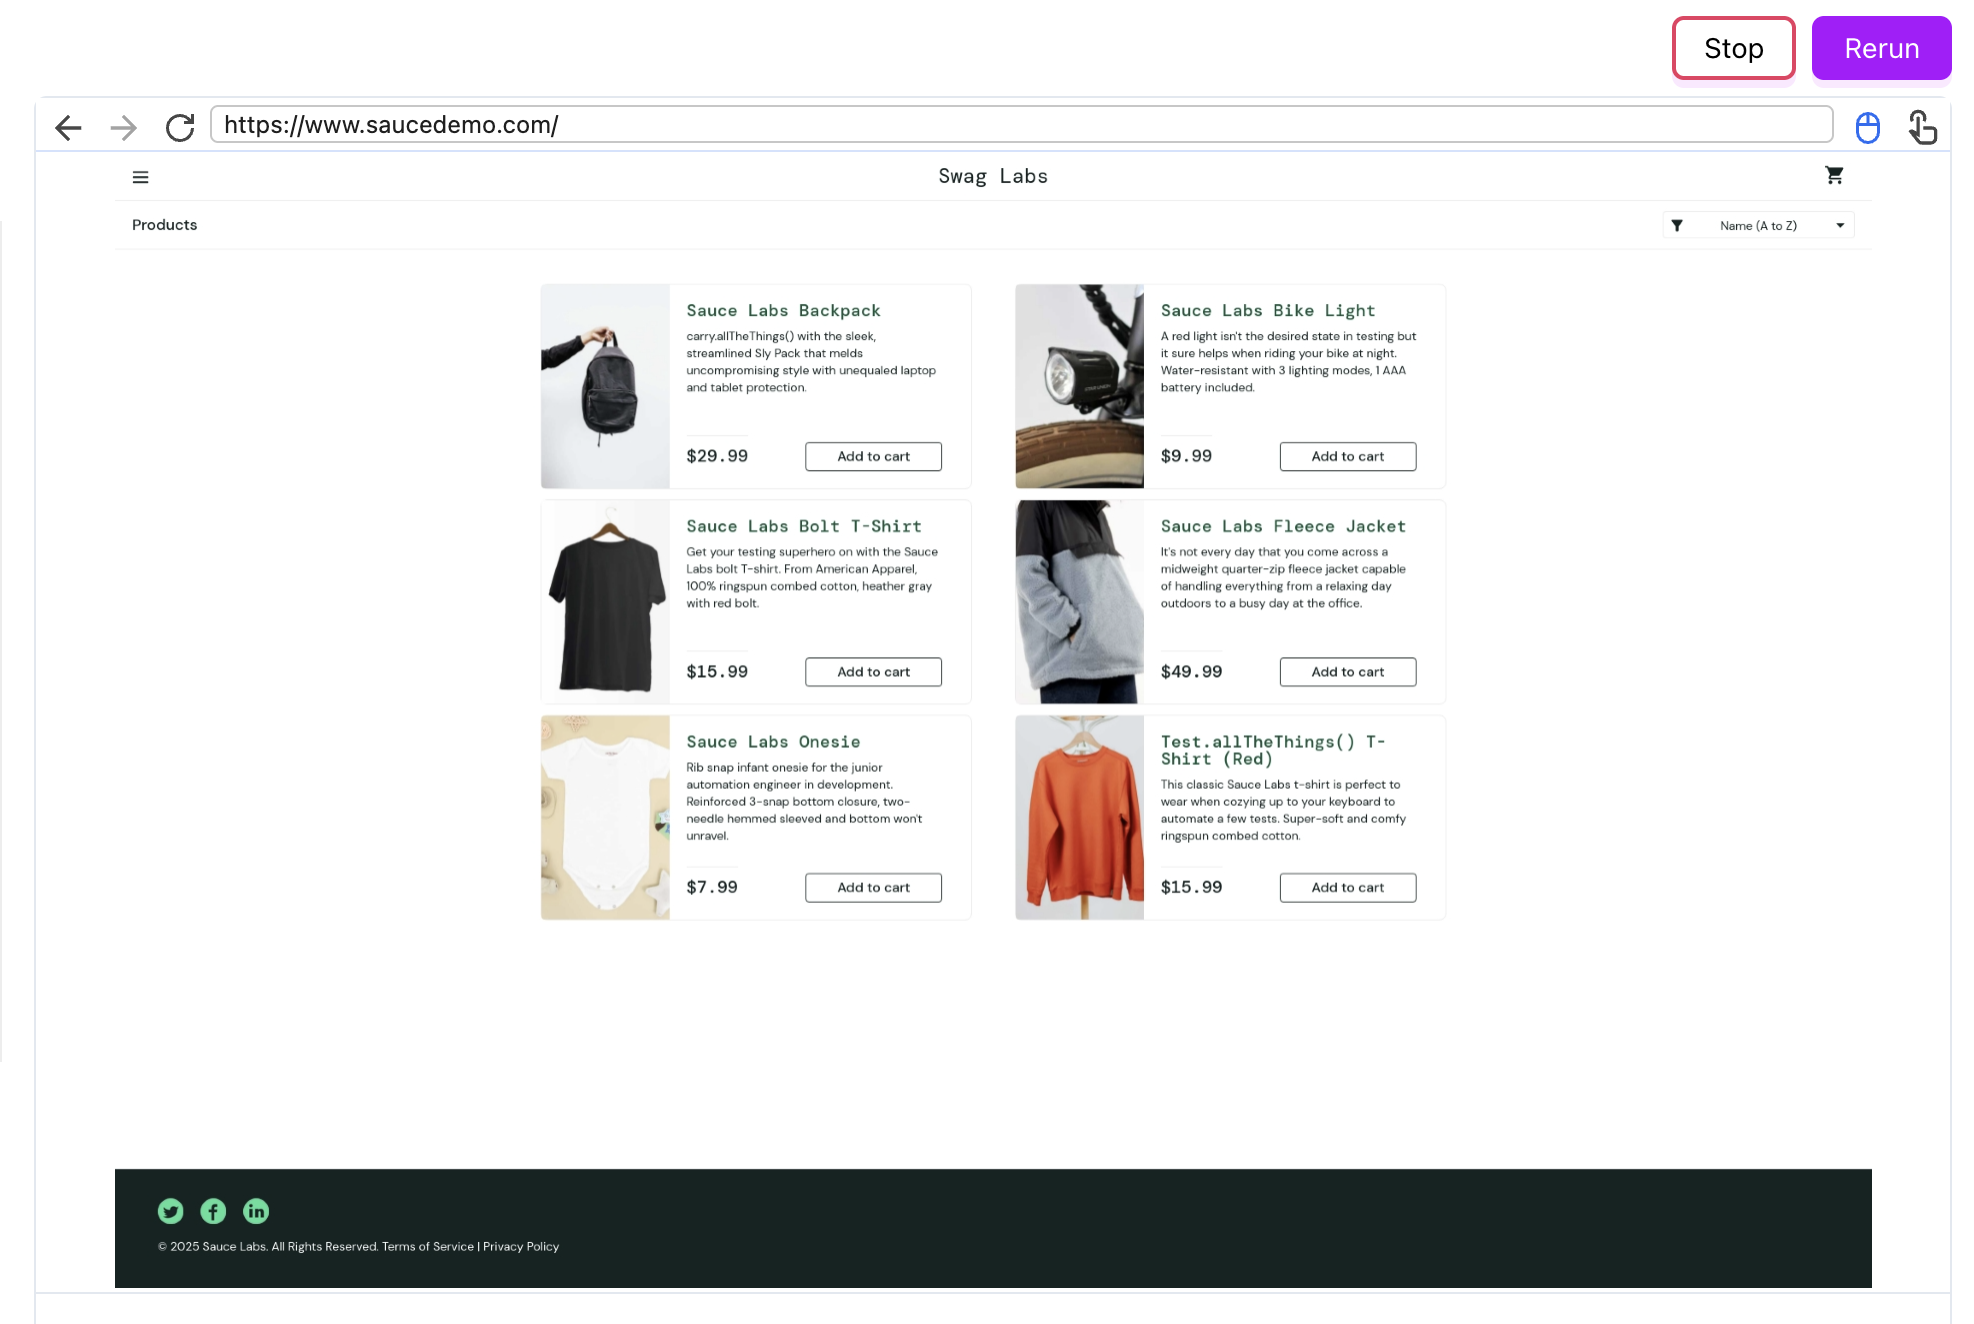 Stop
Rerun
https://www.saucedemo.com/
Swag Labs
Products
Name (A to Z)
Sauce Labs Backpack
carry.allTheThings() with the sleek,
streamlined Sly Pack that melds
uncompromising style with unequaled laptop
and tablet protection.
$29.99
Add to cart
Sauce Labs Bike Light
A red light isn't the desired state in testing but
it sure helps when riding your bike at night.
Water-resistant with 3 lighting modes, 1 AAA
battery included.
$9.99
Add to cart
Sauce Labs Bolt T-Shirt
Get your testing superhero on with the Sauce
Labs bolt T-shirt. From American Apparel,
100% ringspun combed cotton, heather gray
with red bolt.
$15.99
Add to cart
Sauce Labs Fleece Jacket
It's not every day that you come across a
midweight quarter-zip fleece jacket capable
of handling everything from a relaxing day
outdoors to a busy day at the office.
$49.99
Add to cart
Sauce Labs Onesie
Rib snap infant onesie for the junior
automation engineer in development.
Reinforced 3-snap bottom closure, two-
needle hemmed sleeved and bottom won't
unravel.
$7.99
Add to cart
Test.allTheThings() T-
Shirt (Red)
This classic Sauce Labs t-shirt is perfect to
wear when cozying up to your keyboard to
automate a few tests. Super-soft and comfy
ringspun combed cotton.
$15.99
Add to cart
© 2025 Sauce Labs. All Rights Reserved. Terms of Service | Privacy Policy